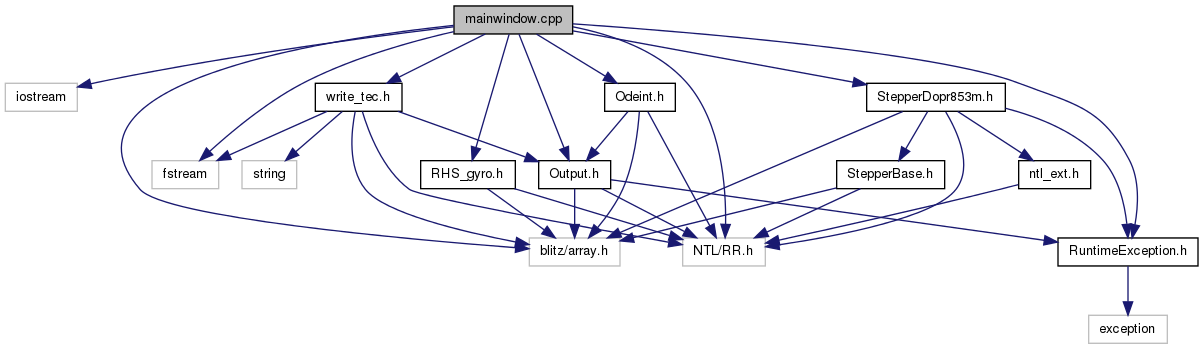 mainwindow.cpp
iostream
write_tec.h
Odeint.h
StepperDopr853m.h
fstream
string
RHS_gyro.h
Output.h
StepperBase.h
ntl_ext.h
blitz/array.h
NTL/RR.h
RuntimeException.h
exception